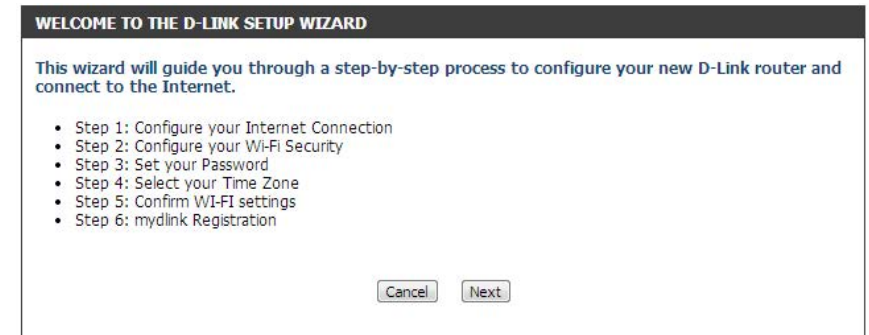 WELCOME TO THE D-LINK SETUP WIZARD
This wizard will guide you through a step-by-step process to configure your new D-Link router and
connect to the Internet.
• Step 1: Configure your Internet Connection
• Step 2: Configure your Wi-Fi Security
• Step 3: Set your Password
• Step 4: Select your Time Zone
• Step 5: Confirm WI-FI settings
• Step 6: mydlink Registration
Cancel Next